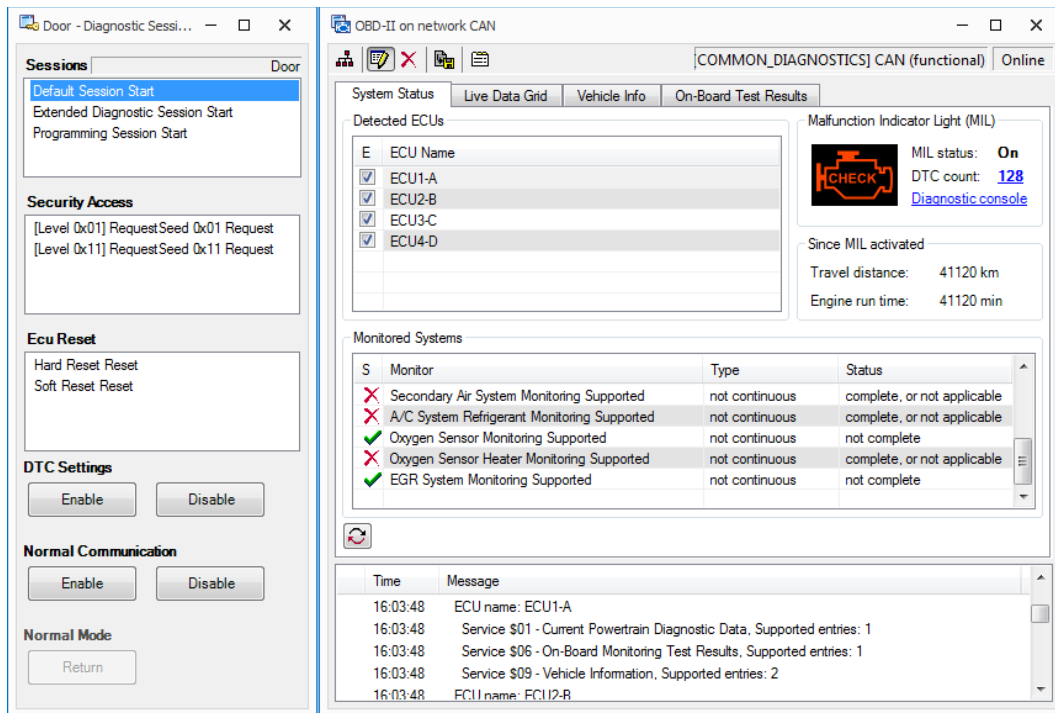 Door - Diagnostic Sessi...
Sessions Door
Default Session Start
Extended Diagnostic Session Start
Programming Session Start
Security Access
[Level 0x01] RequestSeed 0x01 Request
[Level 0x11] RequestSeed 0x11 Request
Ecu Reset
Hard Reset Reset
Soft Reset Reset
DTC Settings
Enable Disable
Normal Communication
Enable Disable
Normal Mode
Return
OBD-II on network CAN
[COMMON_DIAGNOSTICS] CAN (functional) Online
System Status Live Data Grid Vehicle Info On-Board Test Results
Detected ECUs
E ECU Name
ECU1-A
ECU2-B
ECU3-C
ECU4-D
Malfunction Indicator Light (MIL)
CHECK
MIL status: On
DTC count: 128
Diagnostic console
Since MIL activated
Travel distance: 41120 km
Engine run time: 41120 min
Monitored Systems
S Monitor Type Status
Secondary Air System Monitoring Supported not continuous complete, or not applicable
A/C System Refrigerant Monitoring Supported not continuous complete, or not applicable
Oxygen Sensor Monitoring Supported not continuous not complete
Oxygen Sensor Heater Monitoring Supported not continuous complete, or not applicable
EGR System Monitoring Supported not continuous not complete
Time Message
16:03:48 ECU name: ECU1-A
16:03:48 Service $01 - Current Powertrain Diagnostic Data, Supported entries: 1
16:03:48 Service $06 - On-Board Monitoring Test Results, Supported entries: 1
16:03:48 Service $09 - Vehicle Information, Supported entries: 2
16:03:48 ECU name: ECU2-B